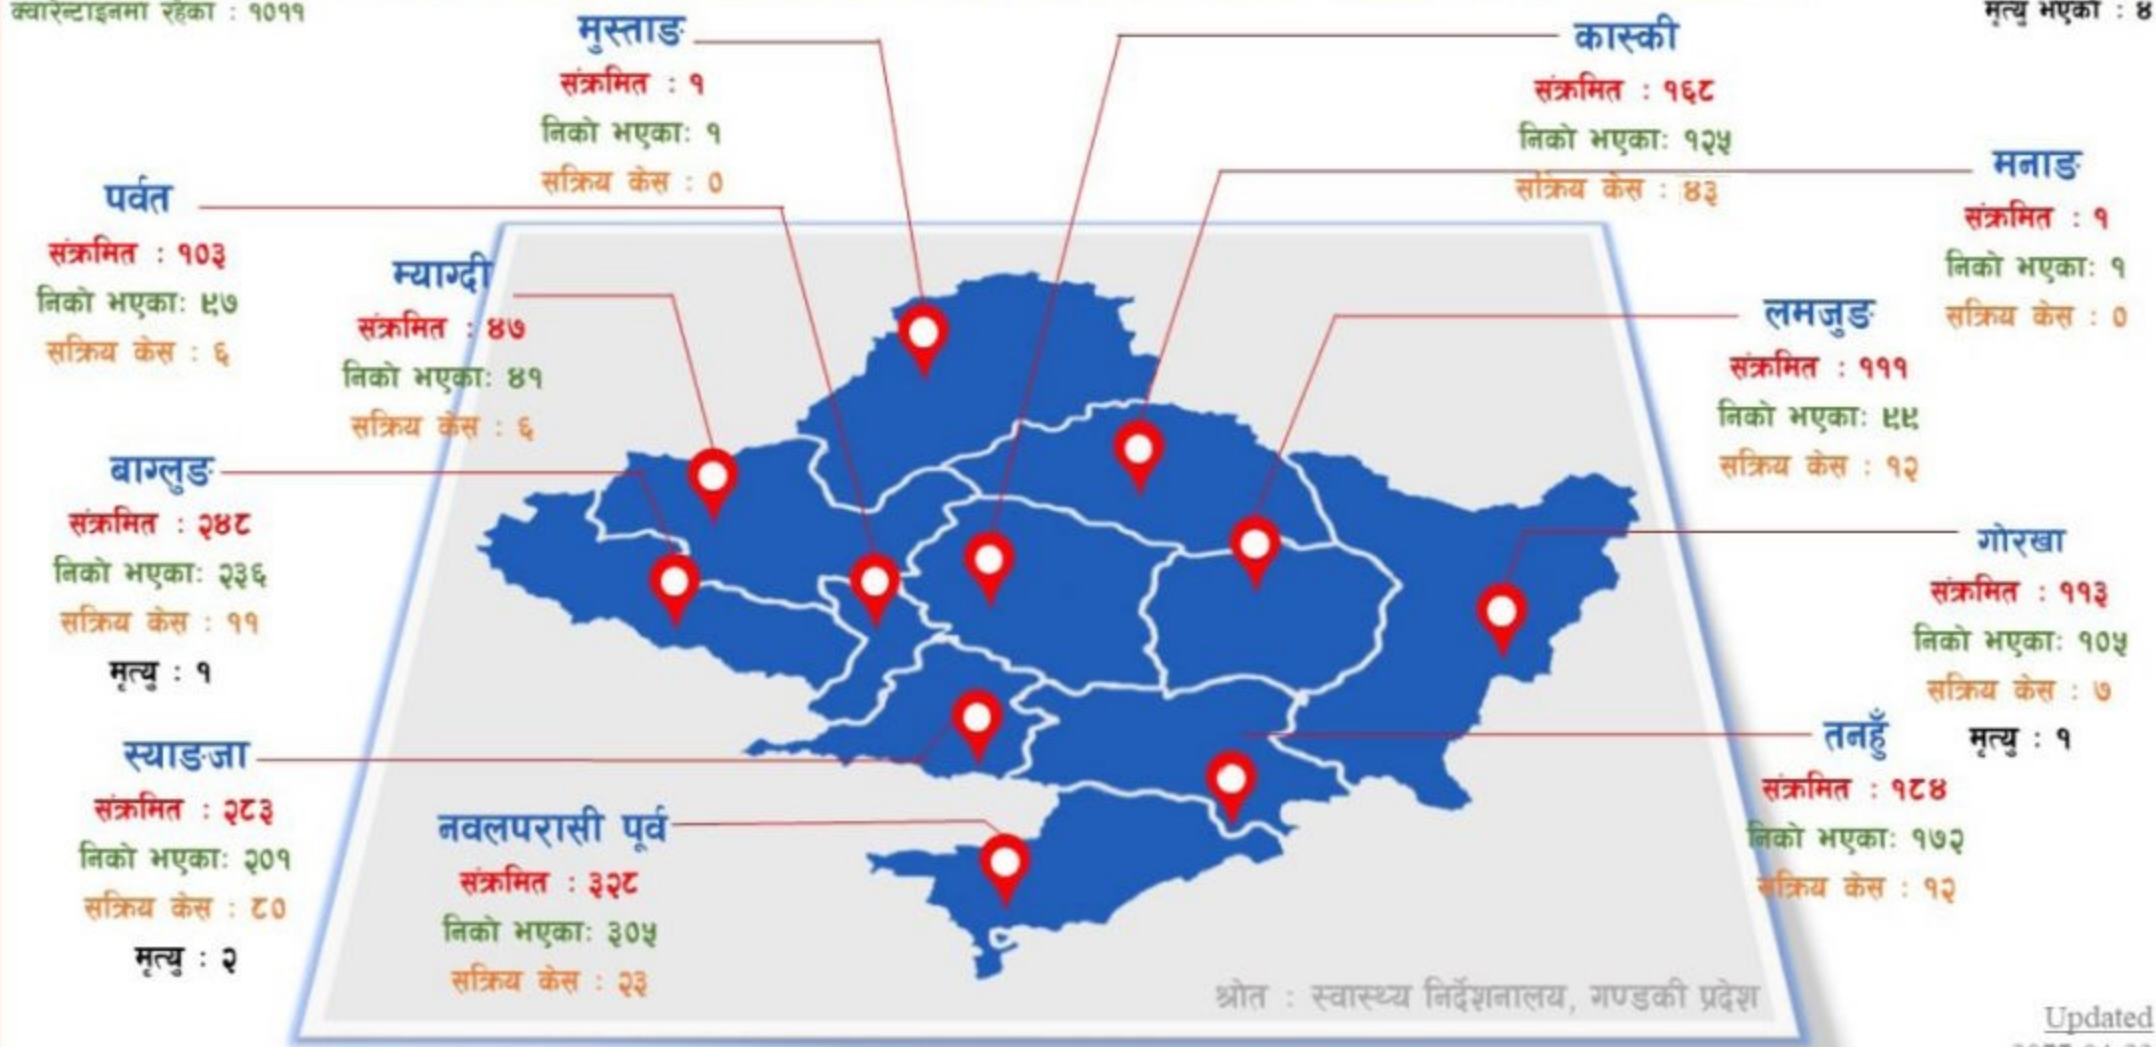 क्वारेन्टाइनमा रहेका : १०११
मृत्यु भएका : ४
मुस्ताङ
संक्रमित : १
निको भएका: १
सक्रिय केस : ०
कास्की
संक्रमित : १६८
निको भएका: १२५
सक्रिय केस : ४३
मनाङ
संक्रमित : १
निको भएका: १
सक्रिय केस : ०
पर्वत
संक्रमित : १०३
निको भएका: ९७
सक्रिय केस : ६
म्याग्दी
संक्रमित : ४७
निको भएका: ४१
सक्रिय केस : ६
लमजुङ
संक्रमित : १११
निको भएका: ९९
सक्रिय केस : १२
बाग्लुङ
संक्रमित : २४८
निको भएका: २३६
सक्रिय केस : ११
मृत्यु : १
गोरखा
संक्रमित : ११३
निको भएका: १०५
सक्रिय केस : ७
मृत्यु : १
स्याङजा
संक्रमित : २८३
निको भएका: २०१
सक्रिय केस : ८०
मृत्यु : २
नवलपरासी पूर्व
संक्रमित : ३२८
निको भएका: ३०५
सक्रिय केस : २३
तनहुँ
संक्रमित : १८४
निको भएका: १७२
सक्रिय केस : १२
श्रोत : स्वास्थ्य निर्देशनालय, गण्डकी प्रदेश
Updated